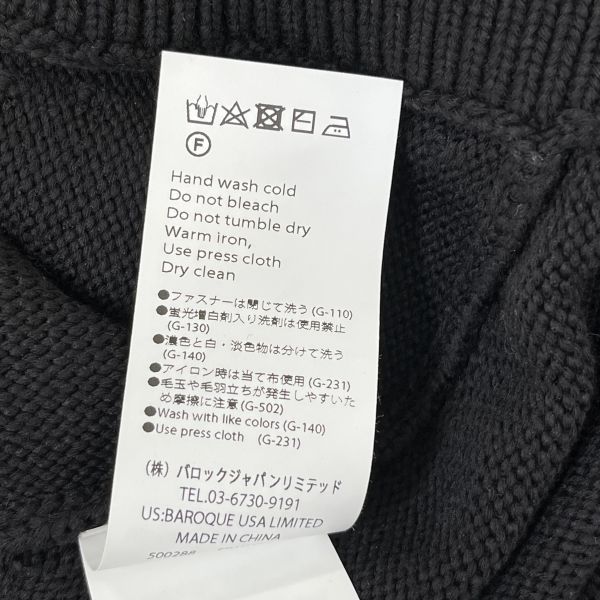 F
Hand wash cold
Do not bleach
Do not tumble dry
Warm iron,
Use press cloth
Dry clean
●ファスナーは閉じて洗う (G-110)
●蛍光増白剤入り洗剤は使用禁止
(G-130)
●濃色と白・淡色物は分けて洗う
(G-140)
●アイロン時は当て布使用 (G-231)
●毛玉や毛羽立ちが発生しやすいた
め摩擦に注意 (G-502)
●Wash with like colors (G-140)
●Use press cloth (G-231)
(株) バロックジャパンリミテッド
TEL.03-6730-9191
US:BAROQUE USA LIMITED
MADE IN CHINA
500288